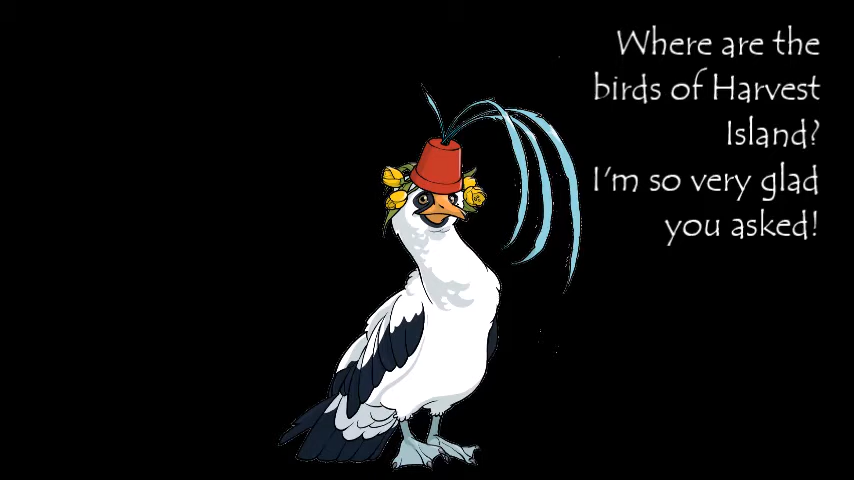 Where are the
birds of Harvest
Island?
I'm so very glad
you asked!